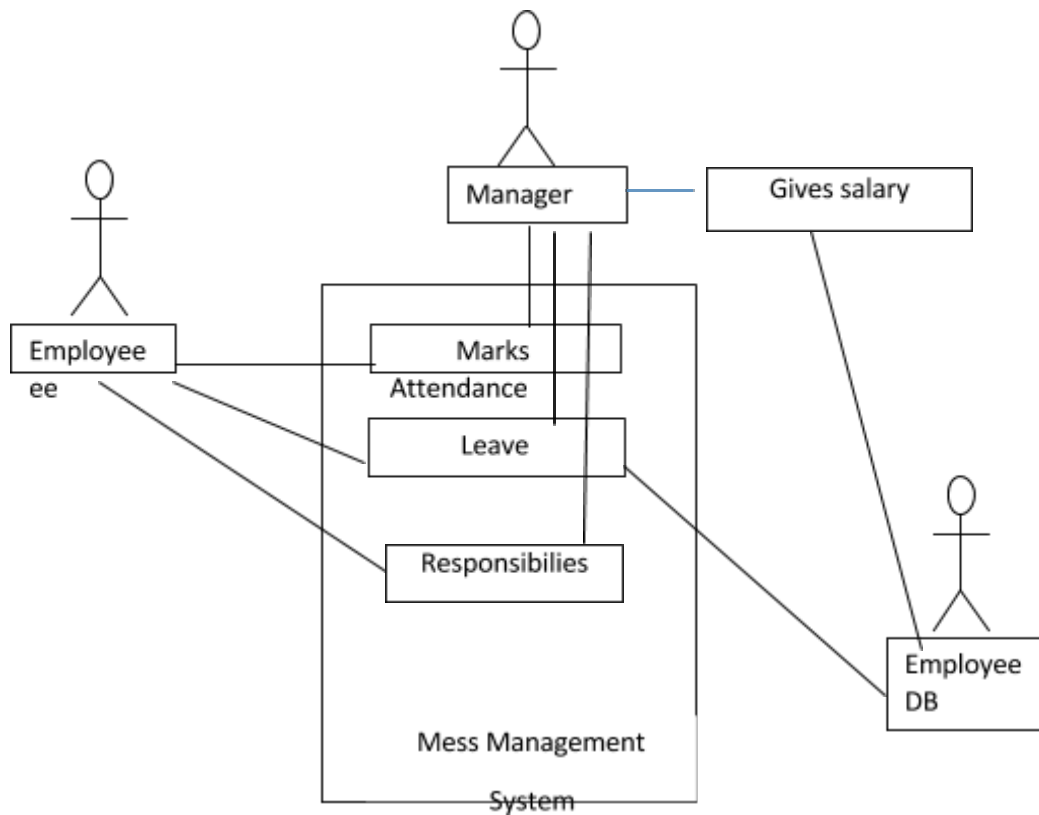 Manager
Gives salary
Employee
ee
Marks
Attendance
Leave
Responsibilies
Employee
DB
Mess Management
System